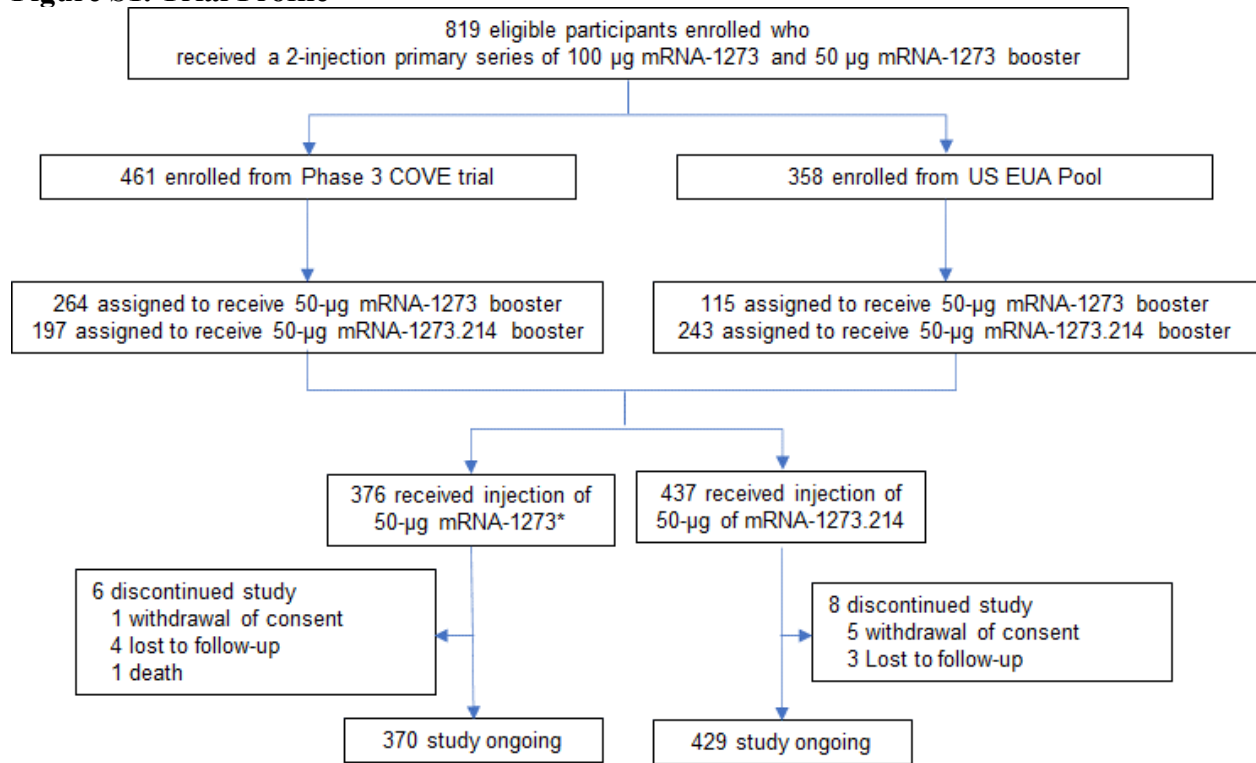 Figure S1. Trial Profile
819 eligible participants enrolled who
received a 2-injection primary series of 100 µg mRNA-1273 and 50 µg mRNA-1273 booster
461 enrolled from Phase 3 COVE trial
358 enrolled from US EUA Pool
264 assigned to receive 50-µg mRNA-1273 booster
197 assigned to receive 50-µg mRNA-1273.214 booster
115 assigned to receive 50-µg mRNA-1273 booster
243 assigned to receive 50-µg mRNA-1273.214 booster
376 received injection of
50-µg mRNA-1273*
437 received injection of
50-µg of mRNA-1273.214
6 discontinued study
1 withdrawal of consent
4 lost to follow-up
1 death
8 discontinued study
5 withdrawal of consent
3 Lost to follow-up
370 study ongoing
429 study ongoing